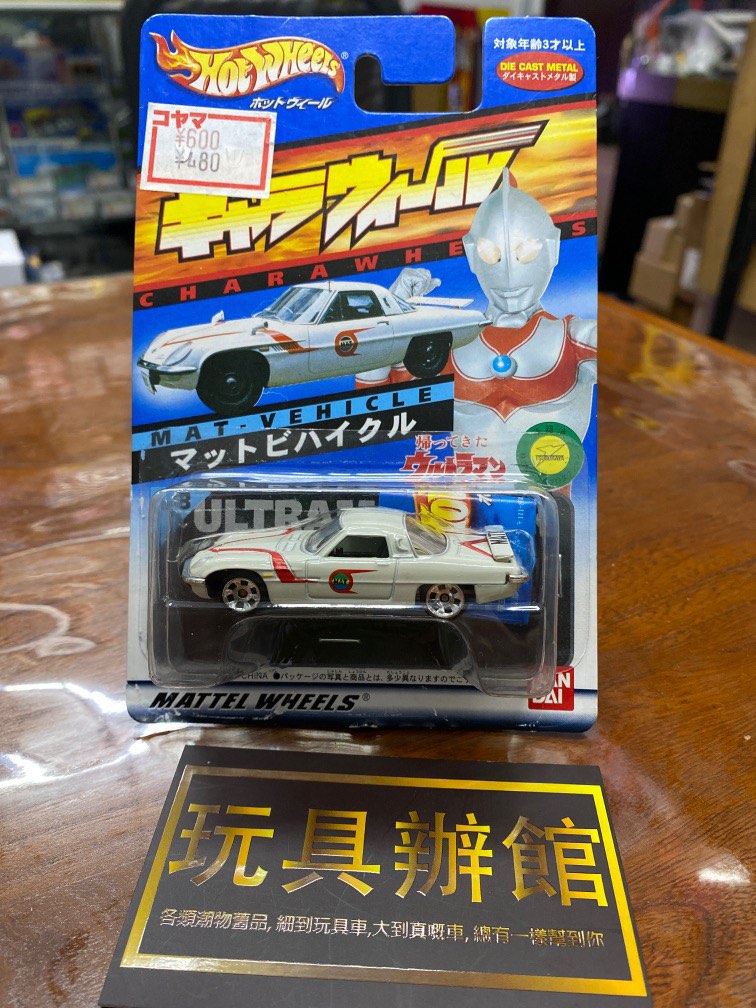 HOT WHEELS®
ホットウィール
対象年齢3才以上
DIE CAST METAL
ダイキャストメタル製
コヤマ
¥600
¥480
キャラウィール
CHARAWHEELS
MAT-VEHICLE
マットビハイクル
帰ってきた
ウルトラマン
ULTRAM
MAT
CHINA ●パッケージの写真と商品とは、多少異なりますのでご
MATTEL WHEELS®
BANDAI
玩具辦館
各類潮物舊品, 細到玩具車,大到真嘅車, 總有一樣幫到你